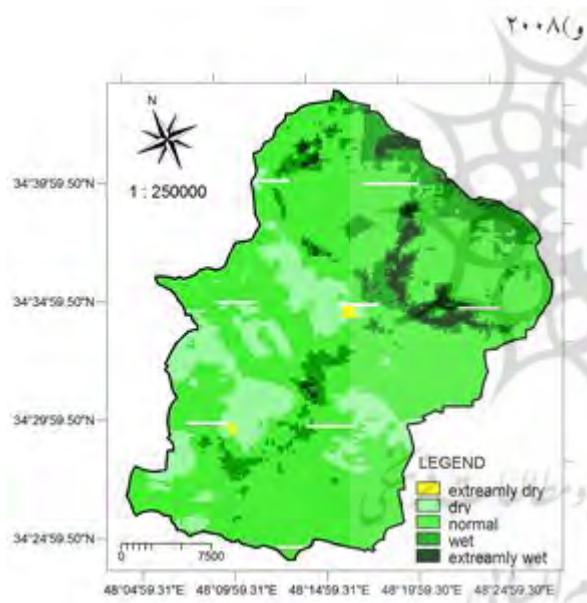 و)۲۰۰۸
N
1 : 250000
34°39'59.50"N
34°34'59.50"N
34°29'59.50"N
34°24'59.50"N
LEGEND
extreamly dry
dry
normal
wet
extreamly wet
0 7500
48°04'59.31"E 48°09'59.31"E 48°14'59.31"E 48°19'59.30"E 48°24'59.30"E